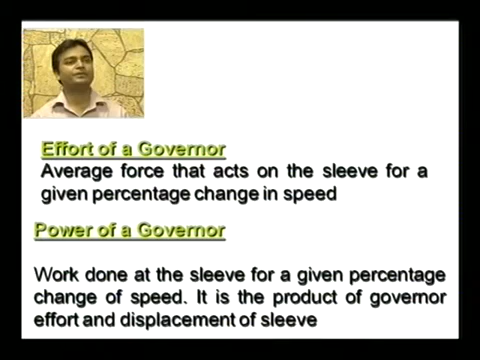 Effort of a Governor
Average force that acts on the sleeve for a
given percentage change in speed
Power of a Governor
Work done at the sleeve for a given percentage
change of speed. It is the product of governor
effort and displacement of sleeve